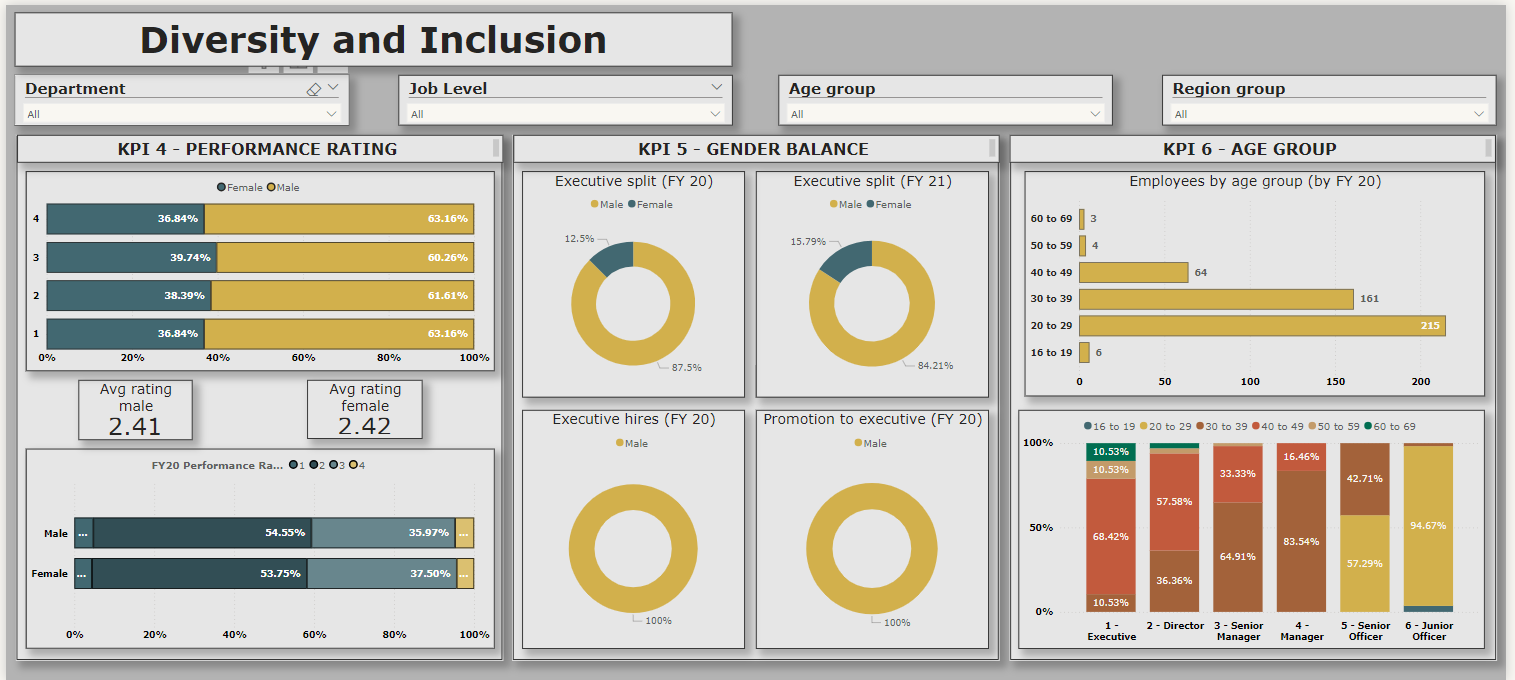 Diversity and Inclusion
Department
All
Job Level
All
Age group
All
Region group
All
KPI 4 - PERFORMANCE RATING
Female Male
4 36.84% 63.16%
3 39.74% 60.26%
2 38.39% 61.61%
1 36.84% 63.16%
0% 20% 40% 60% 80% 100%
Avg rating
male
2.41
Avg rating
female
2.42
FY20 Performance Ra... 1 2 3 4
Male ... 54.55% 35.97% ...
Female ... 53.75% 37.50% ...
0% 20% 40% 60% 80% 100%
KPI 5 - GENDER BALANCE
Executive split (FY 20)
Male Female
12.5%
87.5%
Executive split (FY 21)
Male Female
15.79%
84.21%
Executive hires (FY 20)
Male
100%
Promotion to executive (FY 20)
Male
100%
KPI 6 - AGE GROUP
Employees by age group (by FY 20)
60 to 69 3
50 to 59 4
40 to 49 64
30 to 39 161
20 to 29 215
16 to 19 6
0 50 100 150 200
16 to 19 20 to 29 30 to 39 40 to 49 50 to 59 60 to 69
100%
50%
0%
10.53%
10.53%
68.42%
10.53%
57.58%
36.36%
33.33%
64.91%
16.46%
83.54%
42.71%
57.29%
94.67%
1 -
Executive
2 - Director
3 - Senior
Manager
4 -
Manager
5 - Senior
Officer
6 - Junior
Officer